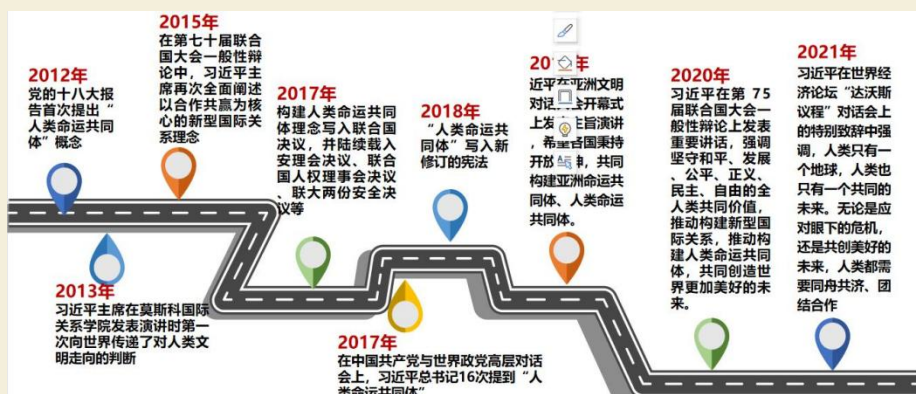 2012年
党的十八大报
告首次提出“
人类命运共同
体”概念
2013年
习近平主席在莫斯科国际
关系学院发表演讲时第一
次向世界传递了对人类文
明走向的判断
2015年
在第七十届联合
国大会一般性辩
论中，习近平主
席再次全面阐述
以合作共赢为核
心的新型国际关
系理念
2017年
构建人类命运共同
体理念写入联合国
决议，并陆续载入
安理会决议、联合
国人权理事会决议
、联大两份安全决
议等
2017年
在中国共产党与世界政党高层对话
会上，习近平总书记16次提到“人
类命运共同体”
2018年
“人类命运共
同体”写入新
修订的宪法
近平在亚洲文明
对话 会开幕式
上发 主旨演讲
，希 各国秉持
开放 神，共同
构建亚洲命运共
同体、人类命运
共同体。
2020年
习近平在第 75
届联合国大会一
般性辩论上发表
重要讲话，强调
坚守和平、发展
、公平、正义、
民主、自由的全
人类共同价值，
推动构建新型国
际关系，推动构
建人类命运共同
体，共同创造世
界更加美好的未
来。
2021年
习近平在世界经
济论坛“达沃斯
议程”对话会上
的特别致辞中强
调，人类只有一
个地球，人类也
只有一个共同的
未来。无论是应
对眼下的危机，
还是共创美好的
未来，人类都需
要同舟共济、团
结合作